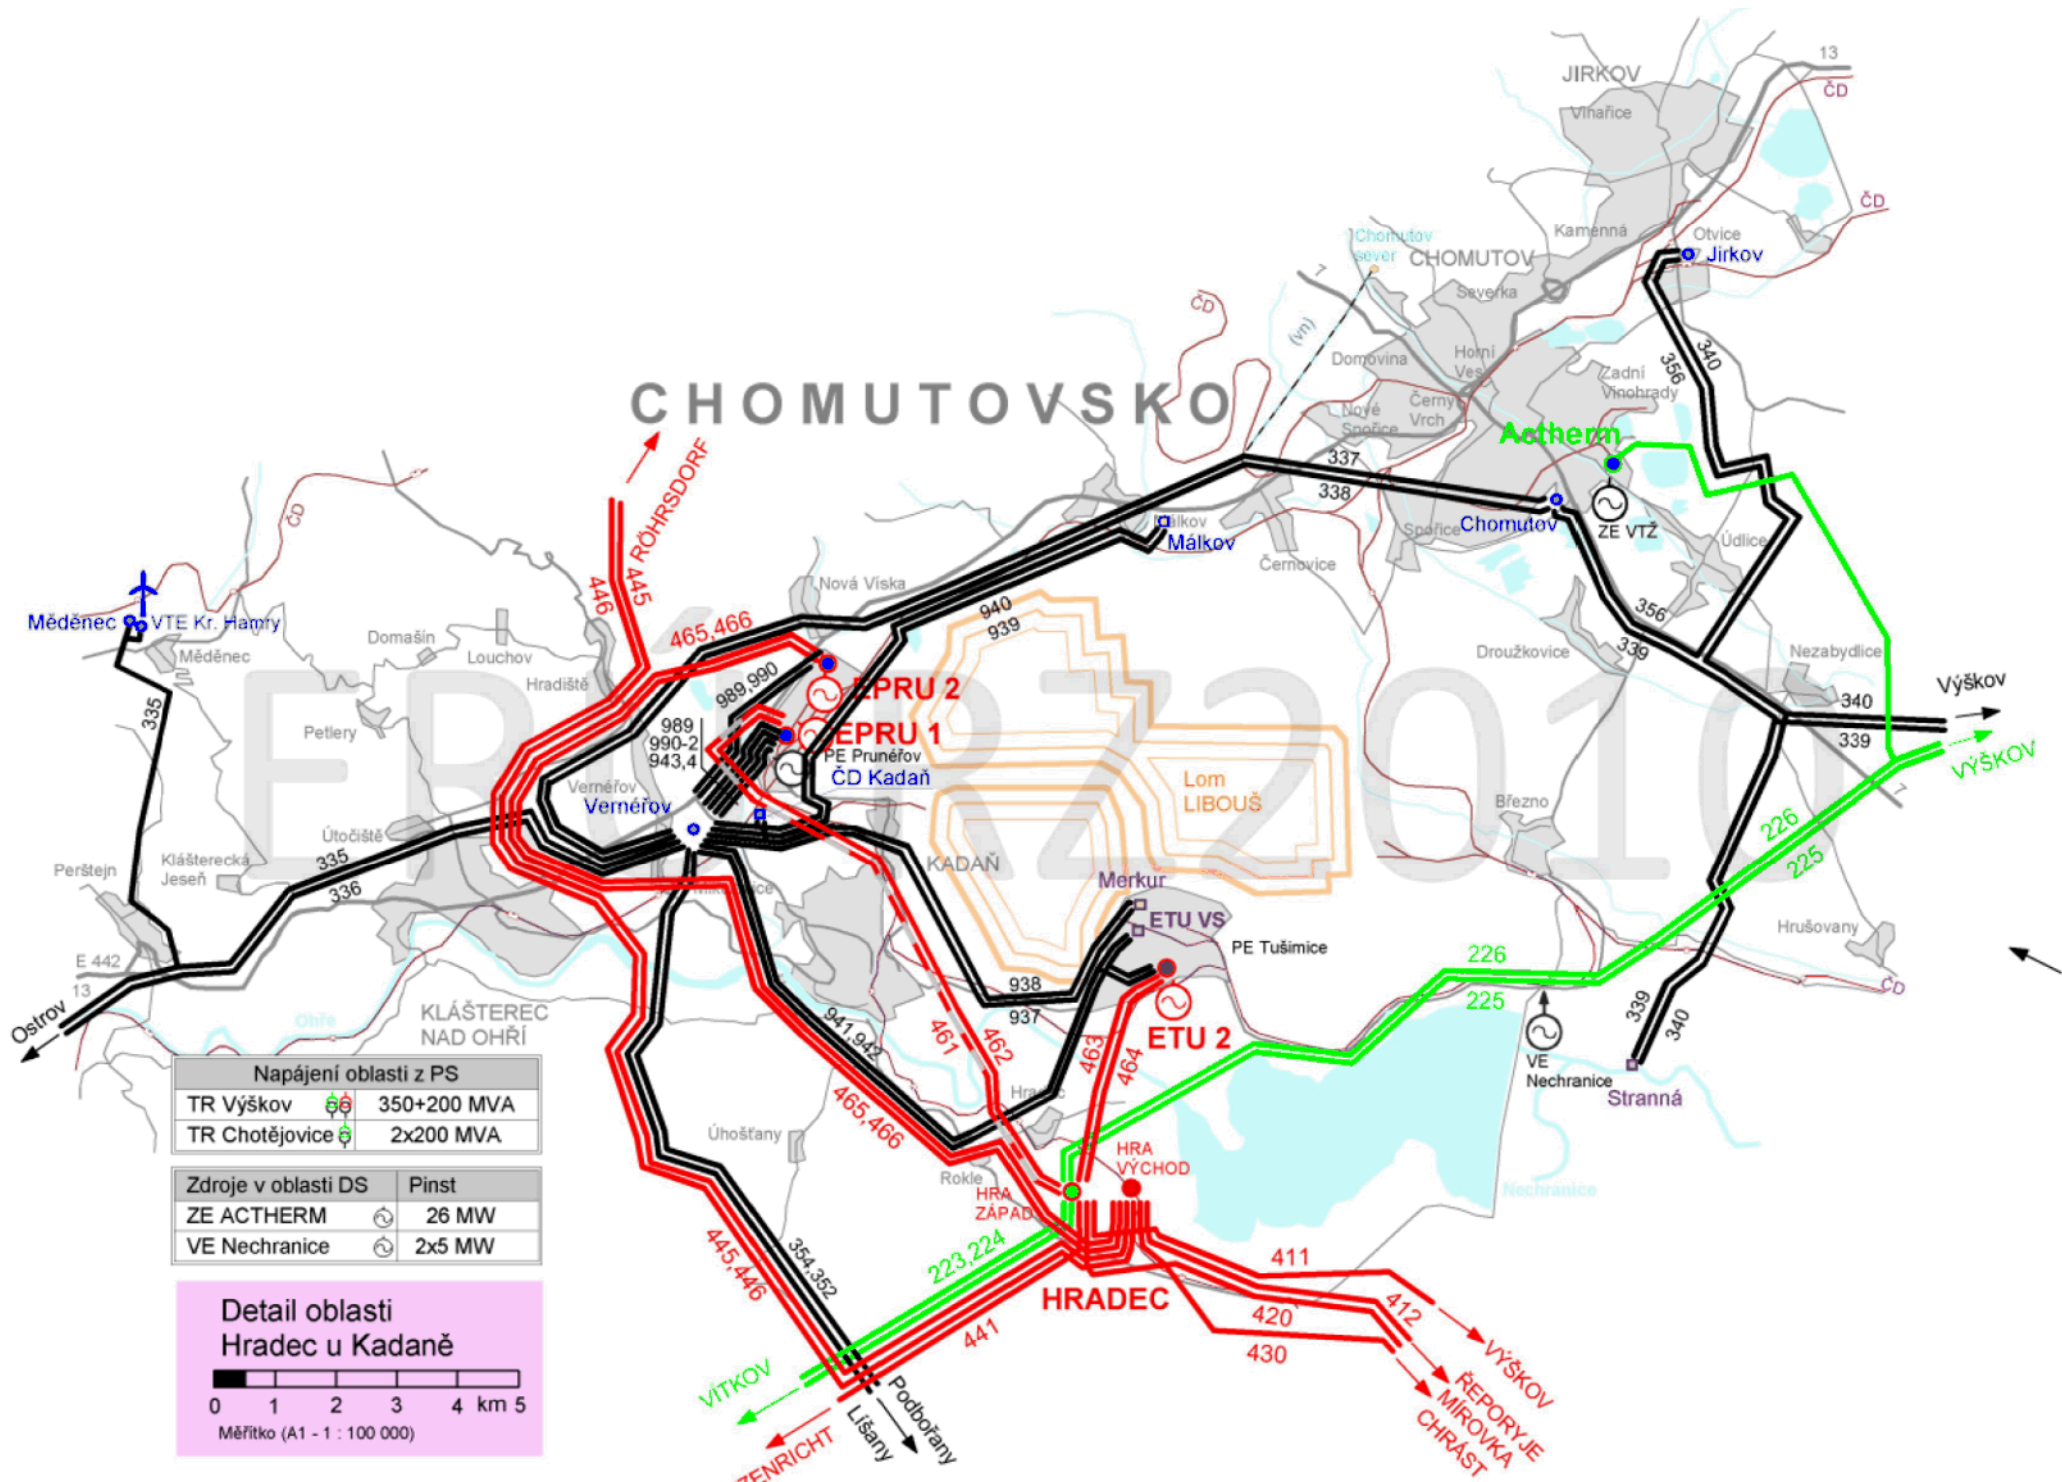 JIRKOV
13
ČD
Vinařice
ČD
Kamenná
Otvice
Jirkov
Chomutov
sever
CHOMUTOV
7
Severka
ČD
(vn)
Domovina
Horní
Ves
356
340
Zadní
Vinohrady
CHOMUTOVSKO
Nové
Spořice
Černý
Vrch
Actherm
RÖHRSDORF
337
338
ČD
Málkov
Málkov
Chomutov
Spořice
ZE VTŽ
Údlice
Černovice
446
445
Nová Víska
Měděnec
VTE Kr. Hamry
Měděnec
Domašín
Louchov
Hradiště
465,466
940
939
356
339
Droužkovice
Nezabydlice
335
Petlery
989,990
EPRU 2
340
339
Výškov
VÝŠKOV
989
990-2
943,4
EPRU 1
PE Prunéřov
ČD Kadaň
Vernéřov
Vernéřov
Lom
LIBOUŠ
7
Březno
226
225
Útočiště
Perštejn
Klášterecká
Jeseň
335
336
KADAŇ
Merkur
ETU VS
PE Tušimice
Hrušovany
226
225
E 442
13
ČD
Ostrov
KLÁŠTEREC
NAD OHŘÍ
Ohře
938
937
941,942
461
462
463
464
ETU 2
339
340
VE
Nechranice
Stranná
Hradec
465,466
Úhošťany
Rokle
HRA
ZÁPAD
HRA
VÝCHOD
Nechranice
Napájení oblasti z PS
TR Výškov 350+200 MVA
TR Chotějovice 2x200 MVA
Zdroje v oblasti DS Pinst
ZE ACTHERM 26 MW
VE Nechranice 2x5 MW
445,446
354,352
223,224
441
HRADEC
411
412
420
430
VÝŠKOV
ŘEPORYJE
MÍROVKA
CHRÁST
VÍTKOV
Podbořany
Líšany
Detail oblasti
Hradec u Kadaně
0 1 2 3 4 km 5
Měřítko (A1 - 1 : 100 000)